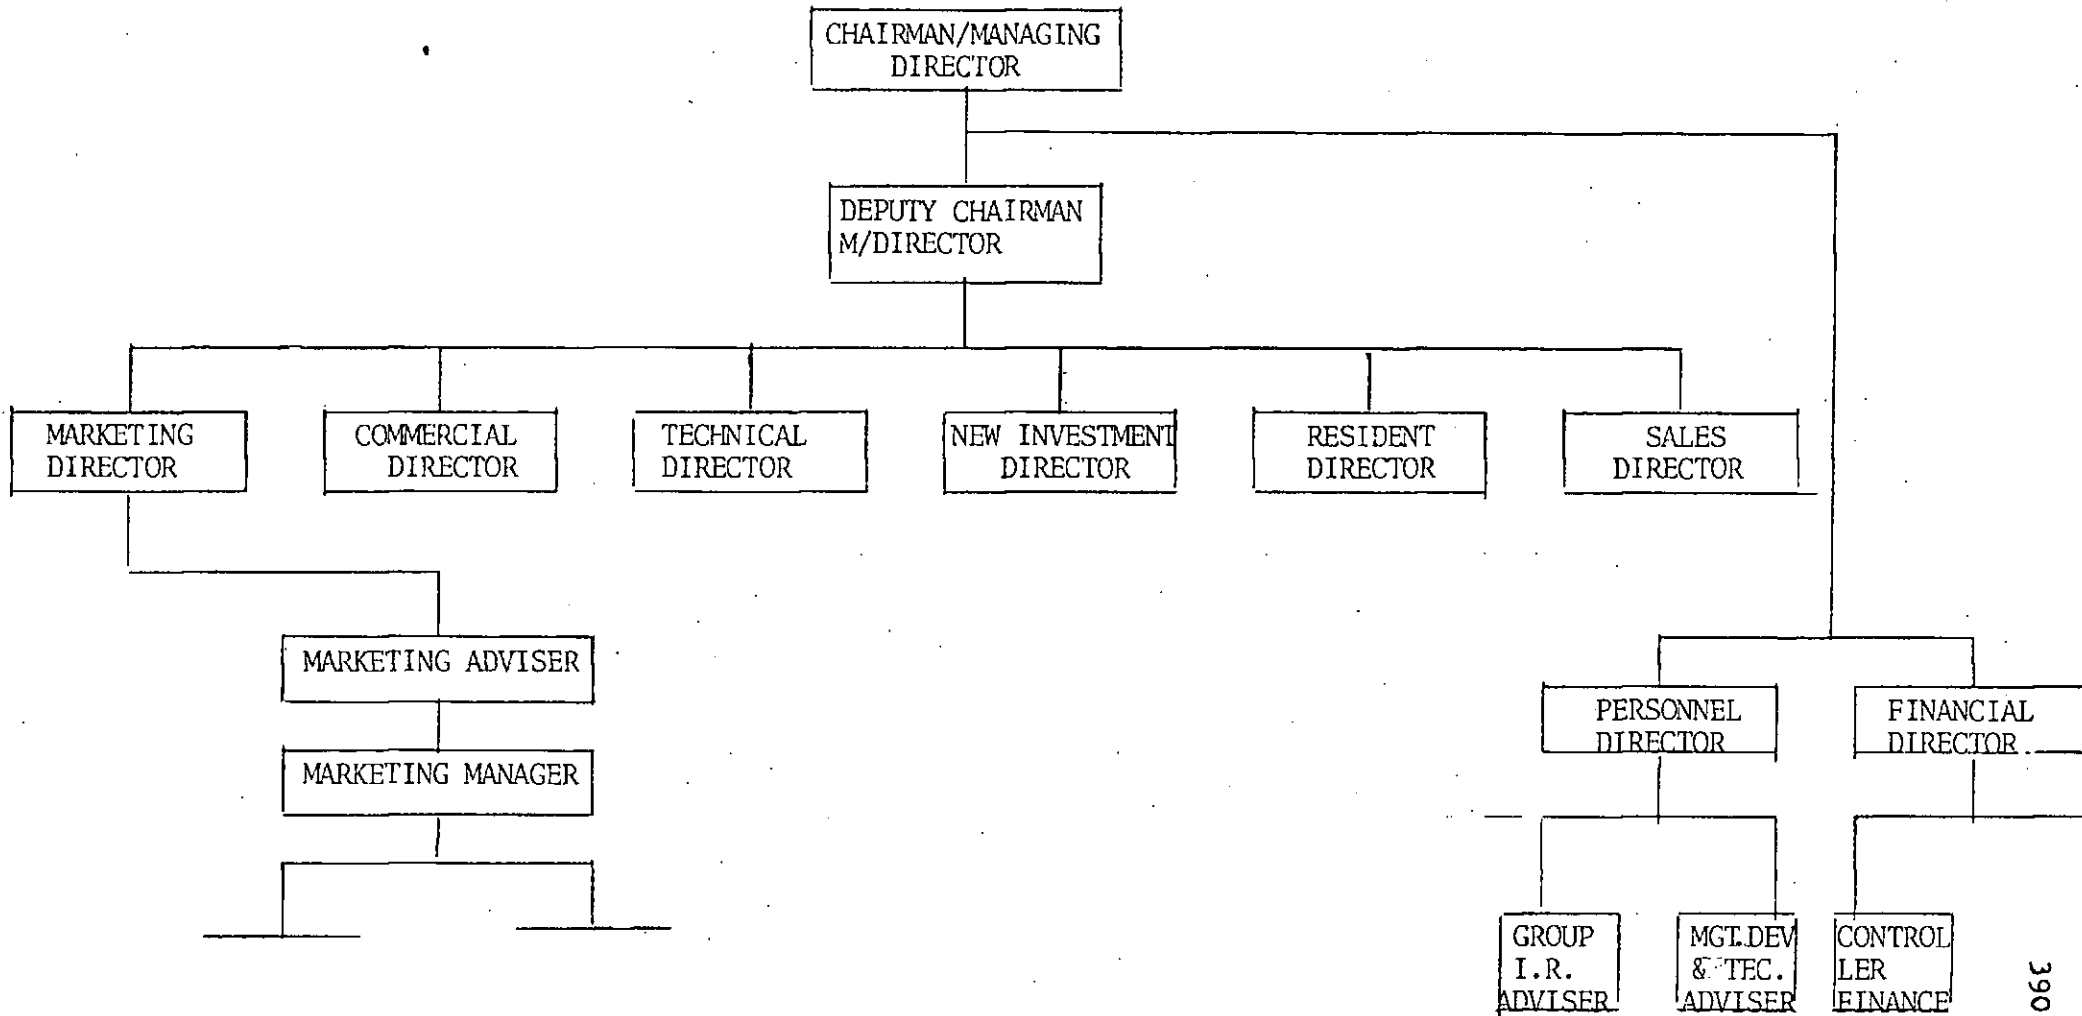 CHAIRMAN/MANAGING
DIRECTOR
DEPUTY CHAIRMAN
M/DIRECTOR
MARKETING
DIRECTOR
COMMERCIAL
DIRECTOR
TECHNICAL
DIRECTOR
NEW INVESTMENT
DIRECTOR
RESIDENT
DIRECTOR
SALES
DIRECTOR
MARKETING ADVISER
MARKETING MANAGER
PERSONNEL
DIRECTOR
FINANCIAL
DIRECTOR
GROUP
I.R.
ADVISER
MGT.DEV
& TEC.
ADVISER
CONTROL
LER
FINANCE
390